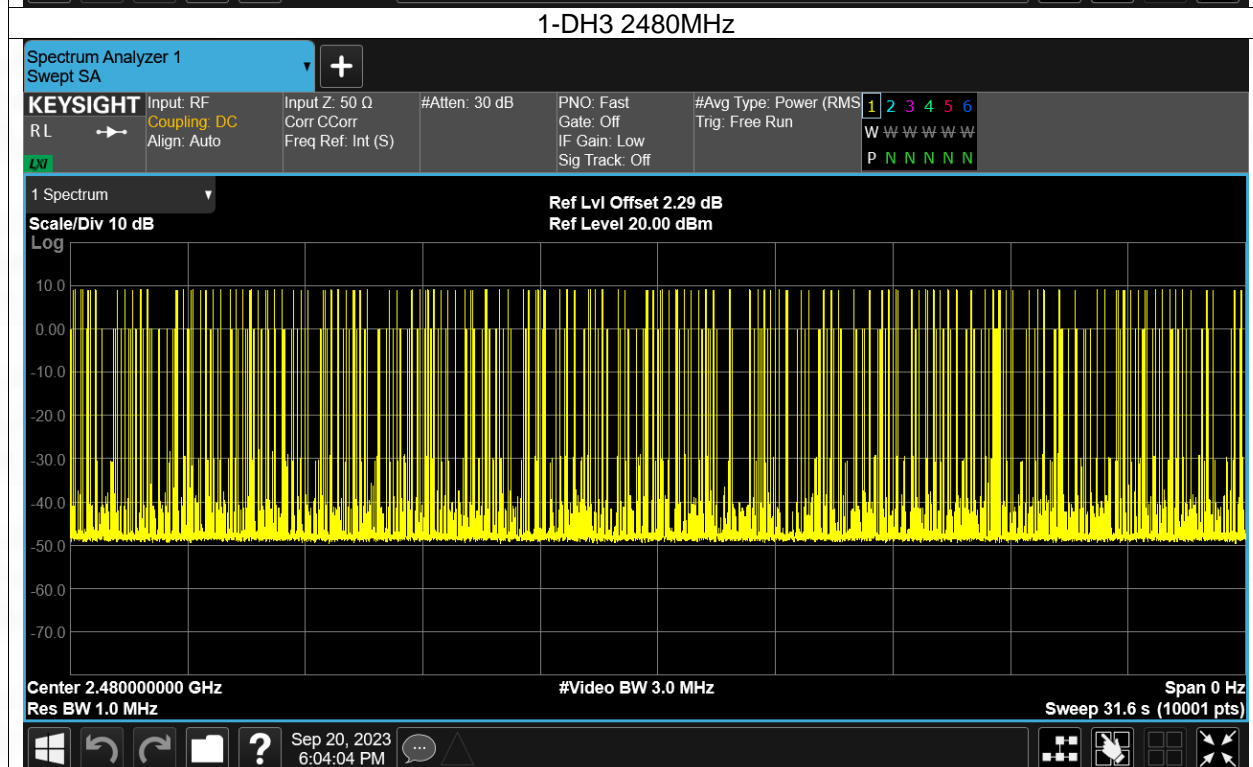 1-DH3 2480MHz
Spectrum Analyzer 1
Swept SA
KEYSIGHT
RL
LXI
Input: RF
Coupling: DC
Align: Auto
Input Z: 50 Ω
Corr CCorr
Freq Ref: Int (S)
#Atten: 30 dB
PNO: Fast
Gate: Off
IF Gain: Low
Sig Track: Off
#Avg Type: Power (RMS
Trig: Free Run
1 2 3 4 5 6
W W W W W W
P N N N N N
1 Spectrum
Scale/Div 10 dB
Ref Lvl Offset 2.29 dB
Ref Level 20.00 dBm
Log
10.0
0.00
-10.0
-20.0
-30.0
-40.0
-50.0
-60.0
-70.0
Center 2.480000000 GHz
#Video BW 3.0 MHz
Span 0 Hz
Res BW 1.0 MHz
Sweep 31.6 s (10001 pts)
?
Sep 20, 2023
6:04:04 PM